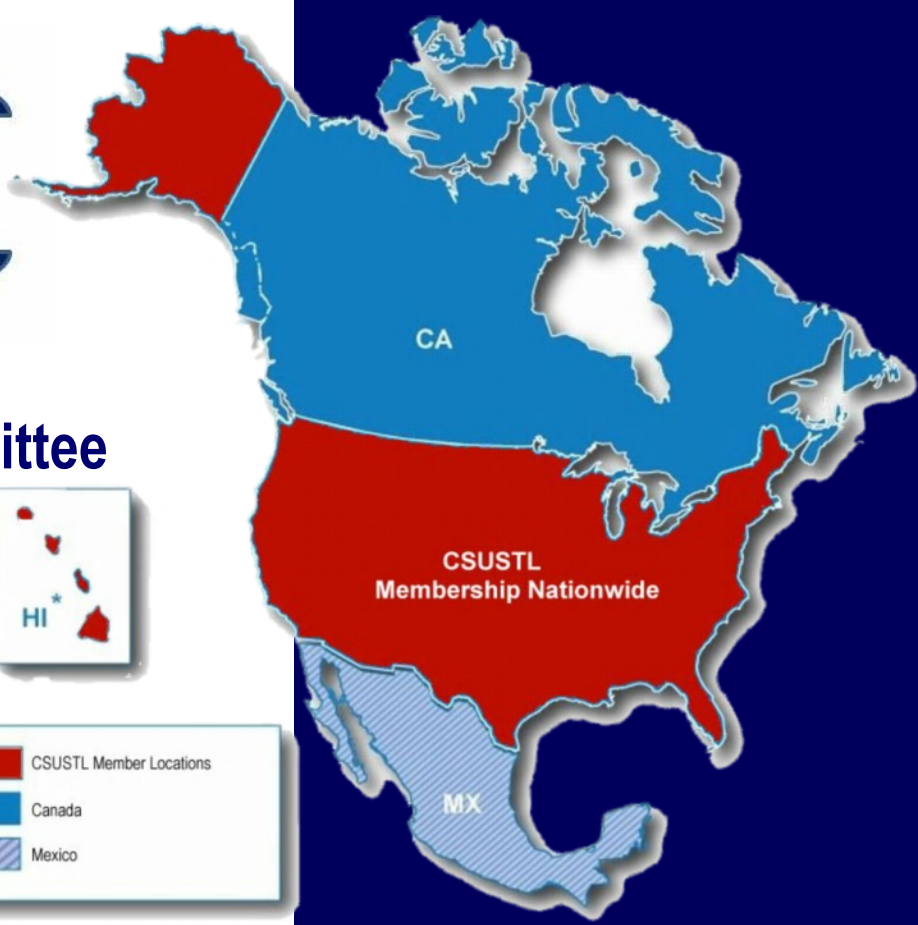 CA
ittee
CSUSTL
Membership Nationwide
HI *
CSUSTL Member Locations
Canada
Mexico
MX